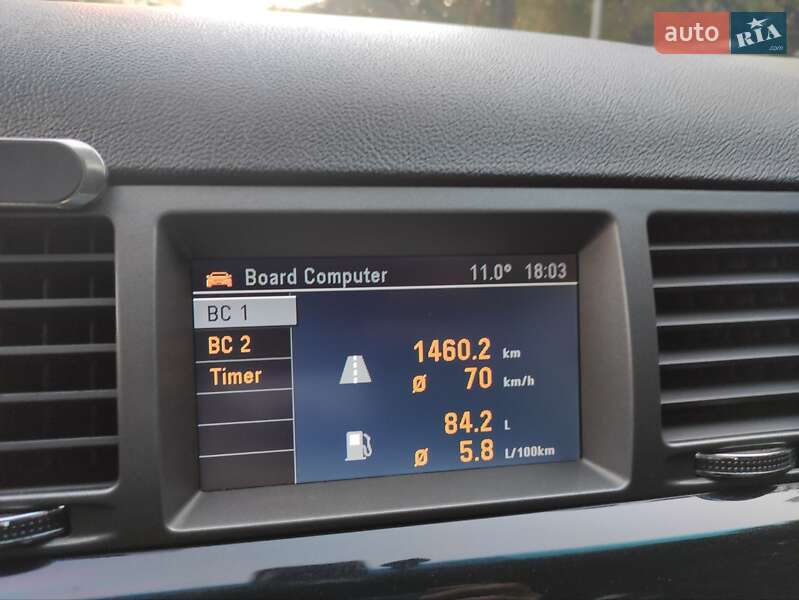 auto RIA .com
Board Computer 11.0° 18:03
BC 1
BC 2
Timer
1460.2 km
ø 70 km/h
84.2 L
ø 5.8 L/100km